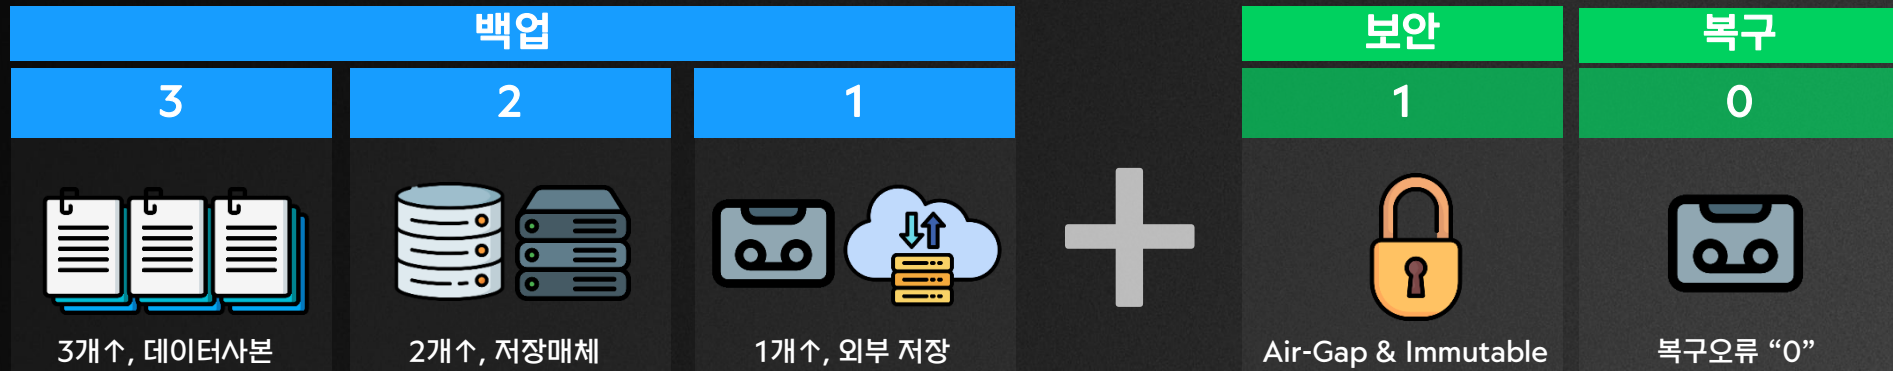 백업
보안
복구
3
2
1
1
0
3개↑, 데이터사본
2개↑, 저장매체
1개↑, 외부 저장
Air-Gap & Immutable
복구오류 “0”